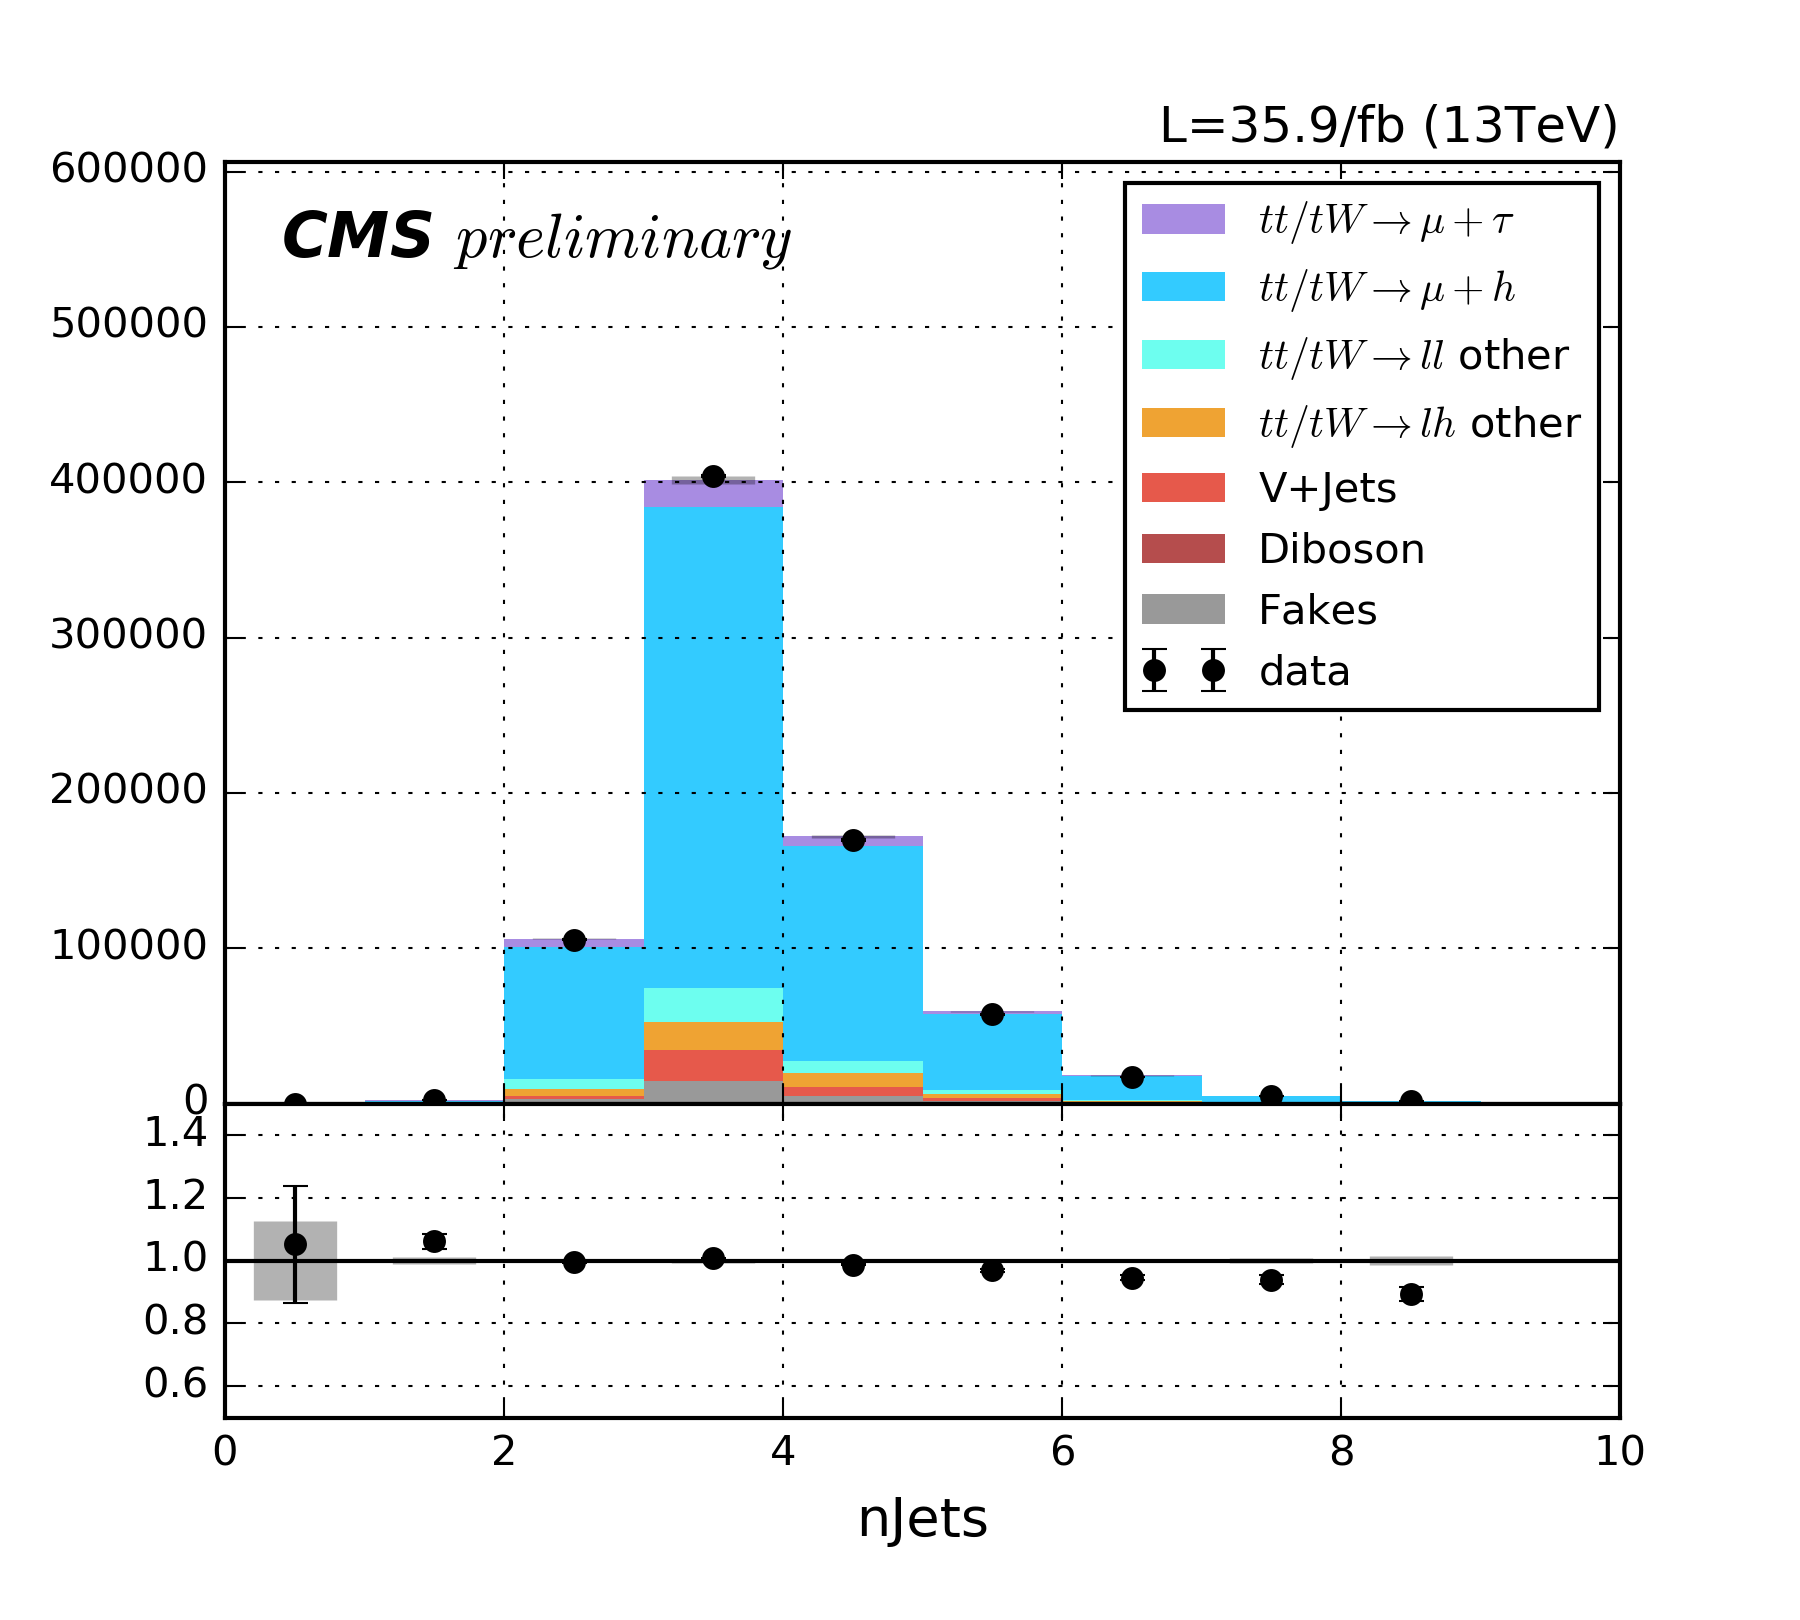 L=35.9/fb (13TeV)
600000
CMS preliminary
500000
400000
300000
200000
100000
0
tt/tW → μ + τ
tt/tW → μ + h
tt/tW → ll other
tt/tW → lh other
V+Jets
Diboson
Fakes
data
1.4
1.2
1.0
0.8
0.6
0 2 4 6 8 10
nJets